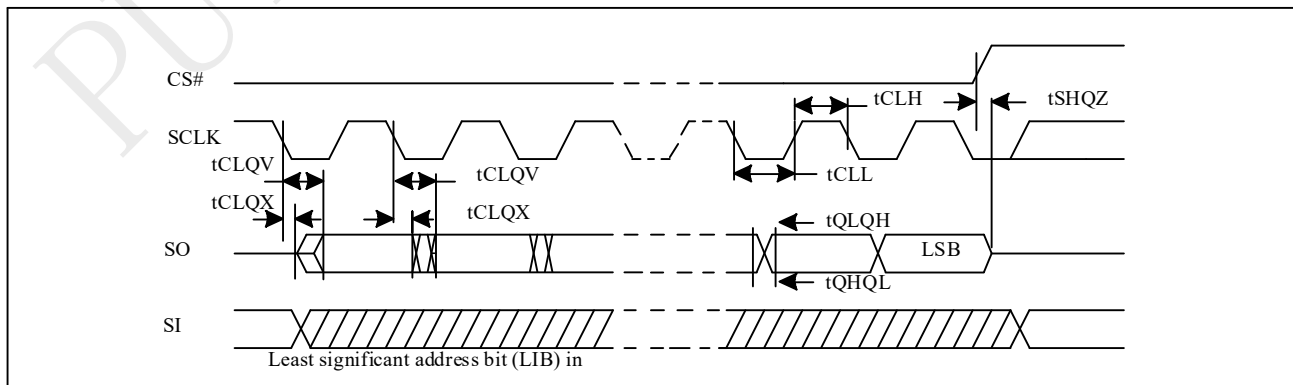 PU
CS#
tCLH
tSHQZ
SCLK
tCLQV
tCLQV
tCLL
tCLQX
tCLQX
tQLQH
SO
LSB
tQHQL
SI
Least significant address bit (LIB) in